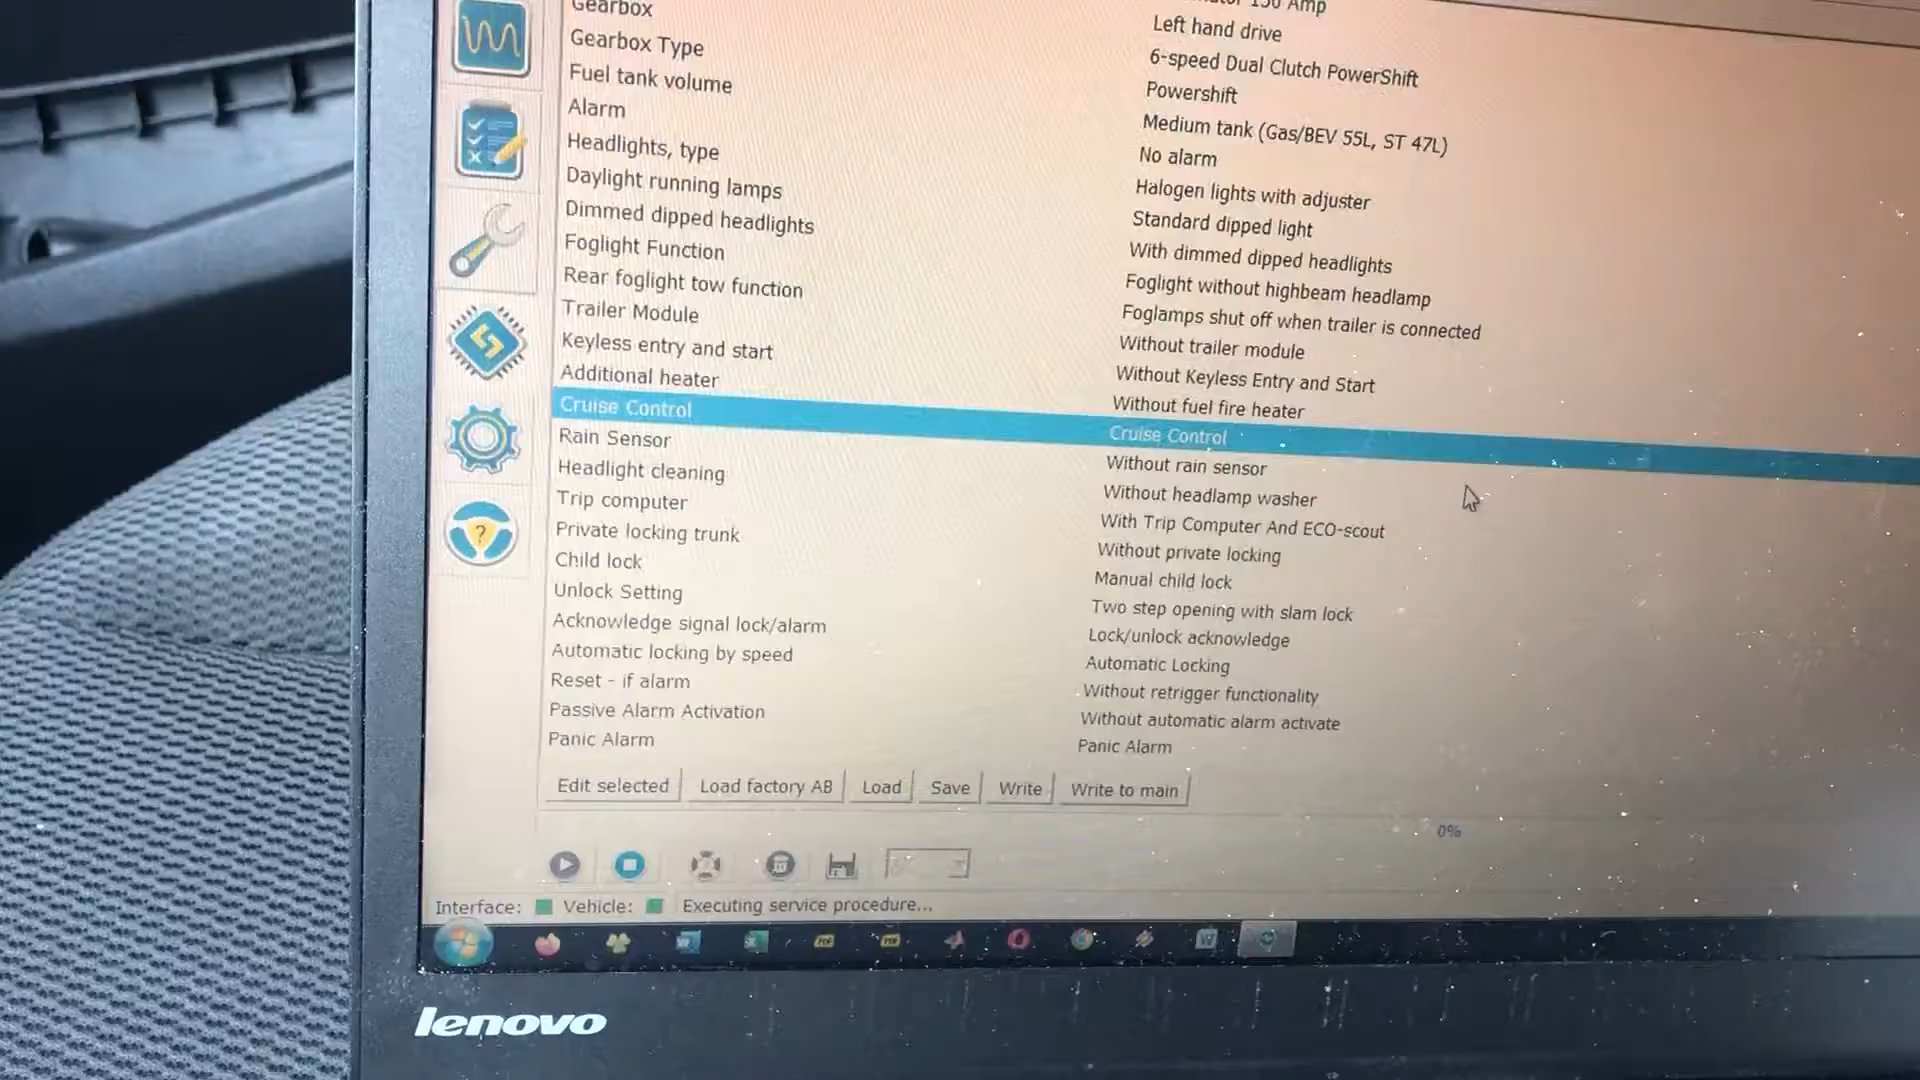 Gearbox
150 Amp
Gearbox Type
Left hand drive
Fuel tank volume
6-speed Dual Clutch PowerShift
Alarm
Powershift
Headlights, type
Medium tank (Gas/BEV 55L, ST 47L)
Daylight running lamps
No alarm
Dimmed dipped headlights
Halogen lights with adjuster
Foglight Function
Standard dipped light
Rear foglight tow function
With dimmed dipped headlights
Trailer Module
Foglight without highbeam headlamp
Keyless entry and start
Foglamps shut off when trailer is connected
Additional heater
Without trailer module
Cruise Control
Without Keyless Entry and Start
Rain Sensor
Without fuel fire heater
Headlight cleaning
Cruise Control
Trip computer
Without rain sensor
Private locking trunk
Without headlamp washer
Child lock
With Trip Computer And ECO-scout
Unlock Setting
Without private locking
Acknowledge signal lock/alarm
Manual child lock
Automatic locking by speed
Two step opening with slam lock
Reset - if alarm
Lock/unlock acknowledge
Passive Alarm Activation
Automatic Locking
Panic Alarm
Without retrigger functionality
Without automatic alarm activate
Panic Alarm
Edit selected Load factory AB Load Save Write Write to main
0%
Interface: Vehicle: Executing service procedure...
lenovo